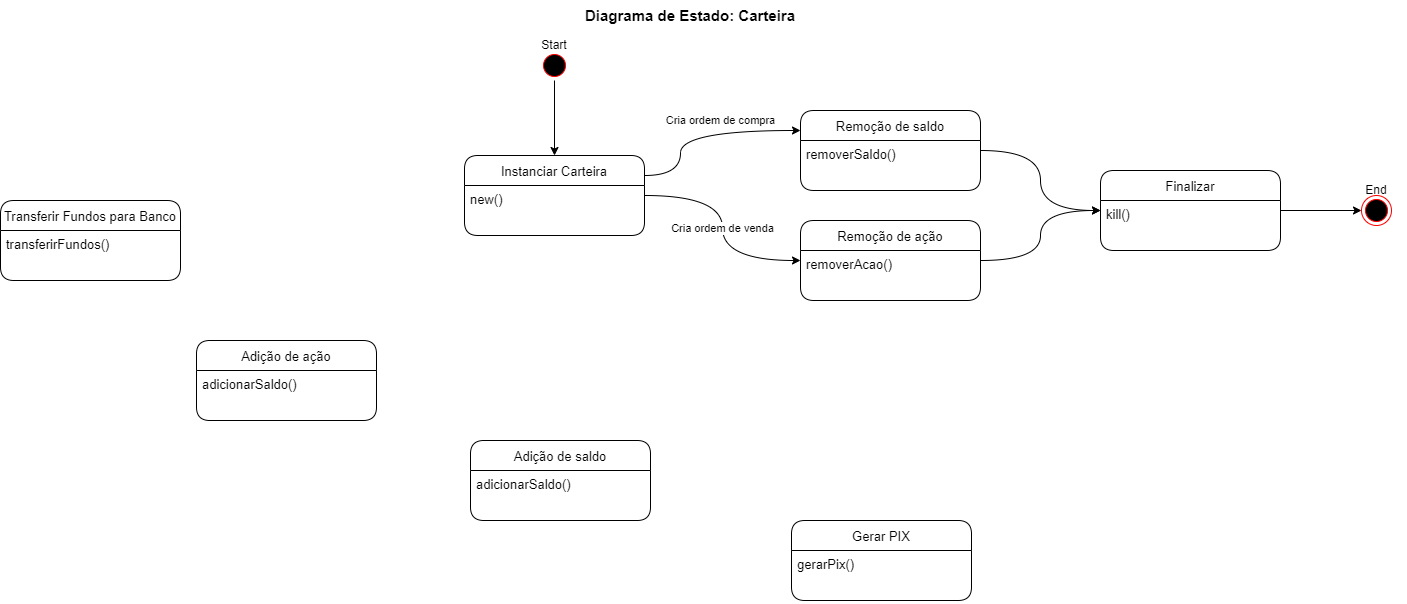 Diagrama de Estado: Carteira
Start
Cria ordem de compra
Remoção de saldo
removerSaldo()
Instanciar Carteira
new()
Finalizar
kill()
End
Transferir Fundos para Banco
transferirFundos()
Cria ordem de venda
Remoção de ação
removerAcao()
Adição de ação
adicionarSaldo()
Adição de saldo
adicionarSaldo()
Gerar PIX
gerarPix()